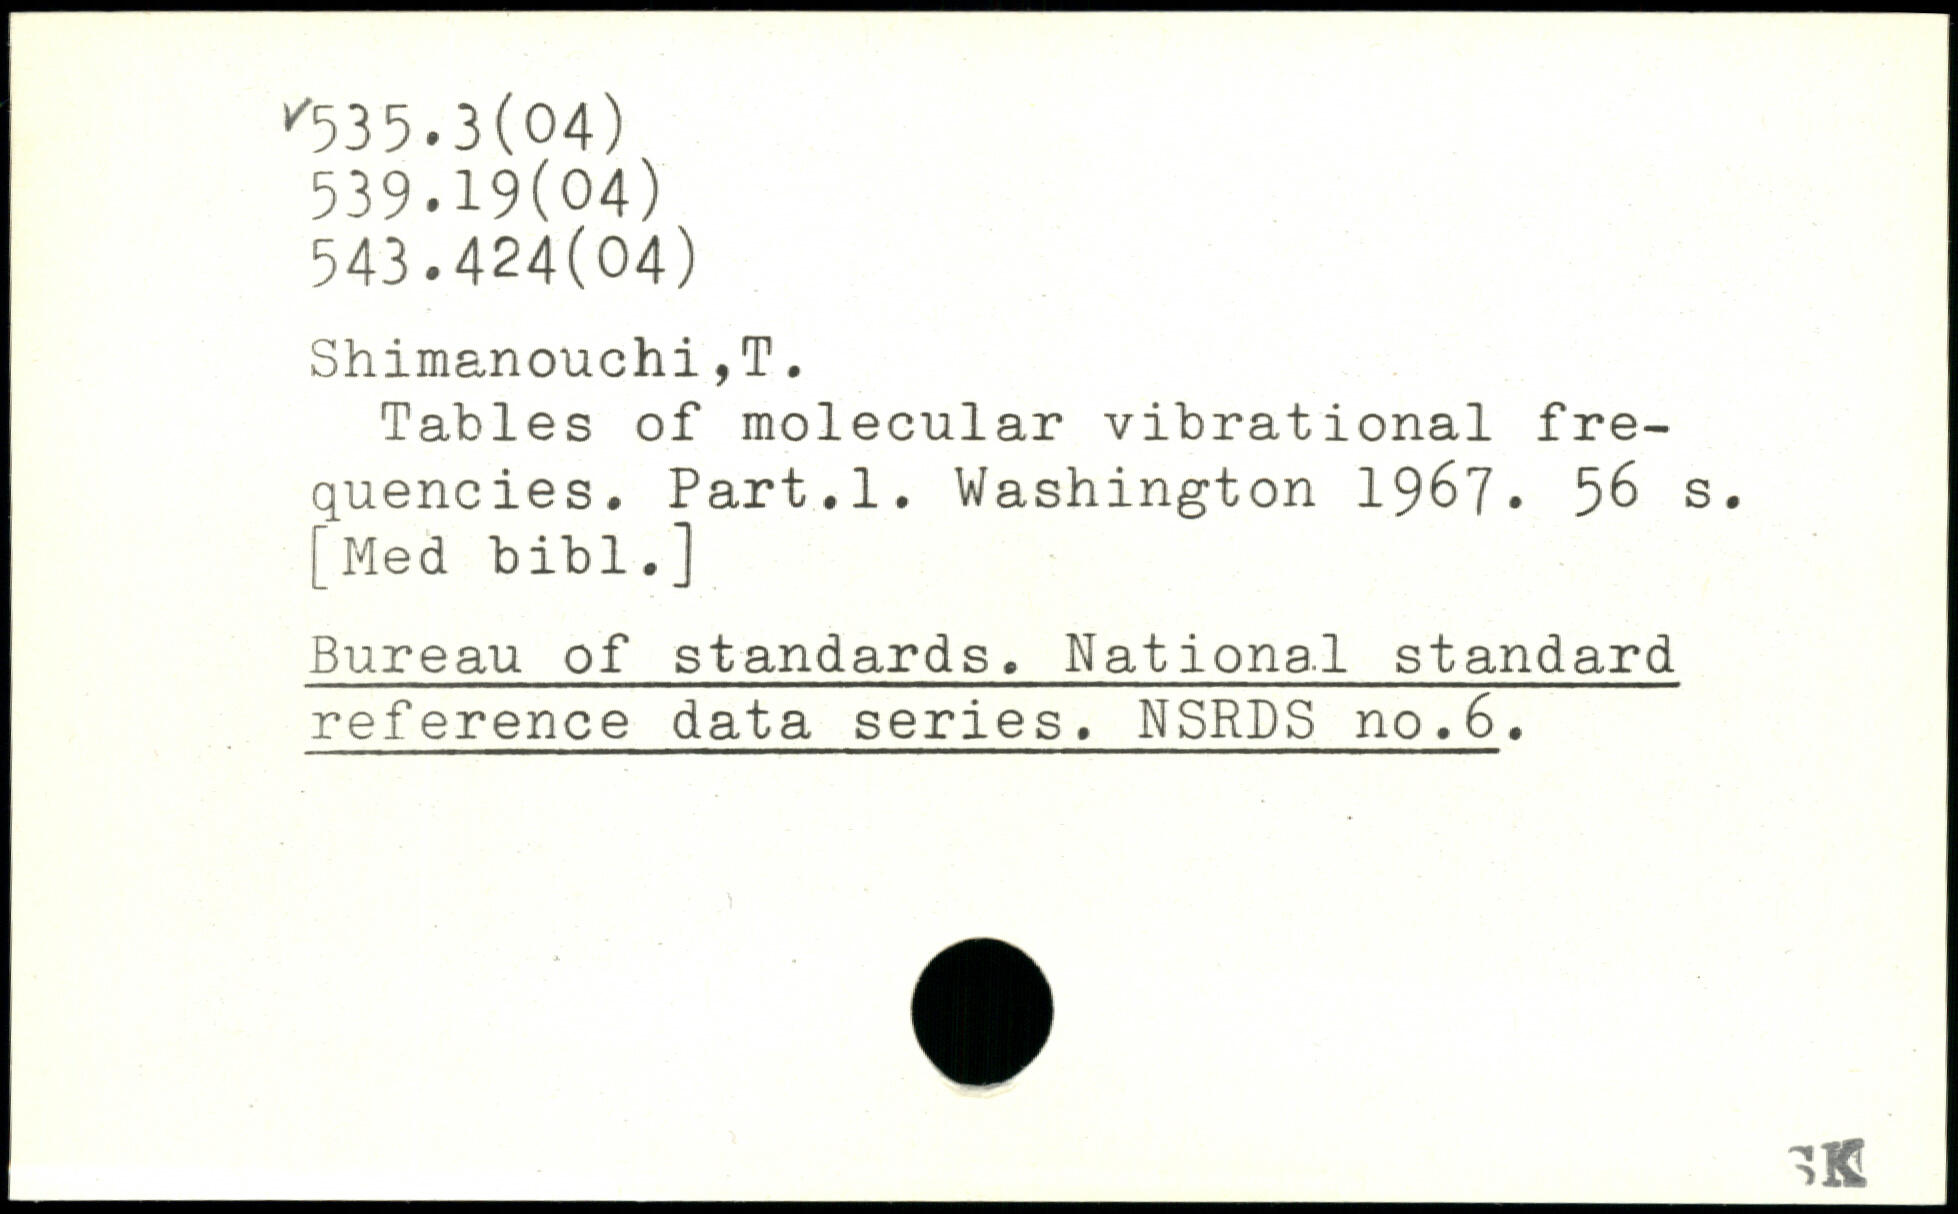 ✓535.3(04)
539.19(04)
543.424(04)
Shimanouchi,T.
Tables of molecular vibrational fre-
quencies. Part.1. Washington 1967. 56 s.
[Med bibl.]
Bureau of standards. National standard
reference data series. NSRDS no.6.